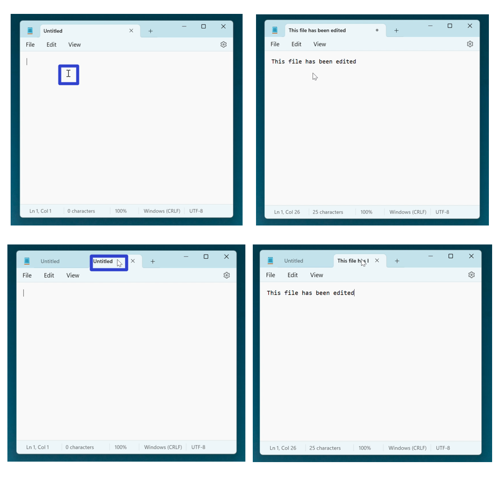 Untitled
File Edit View
Ln 1, Col 1 0 characters 100% Windows (CRLF) UTF-8
This file has been edited
File Edit View
This file has been edited
Ln 1, Col 26 25 characters 100% Windows (CRLF) UTF-8
Untitled Untitled
File Edit View
Ln 1, Col 1 0 characters 100% Windows (CRLF) UTF-8
Untitled This file
File Edit View
This file has been edited
Ln 1, Col 26 25 characters 100% Windows (CRLF) UTF-8